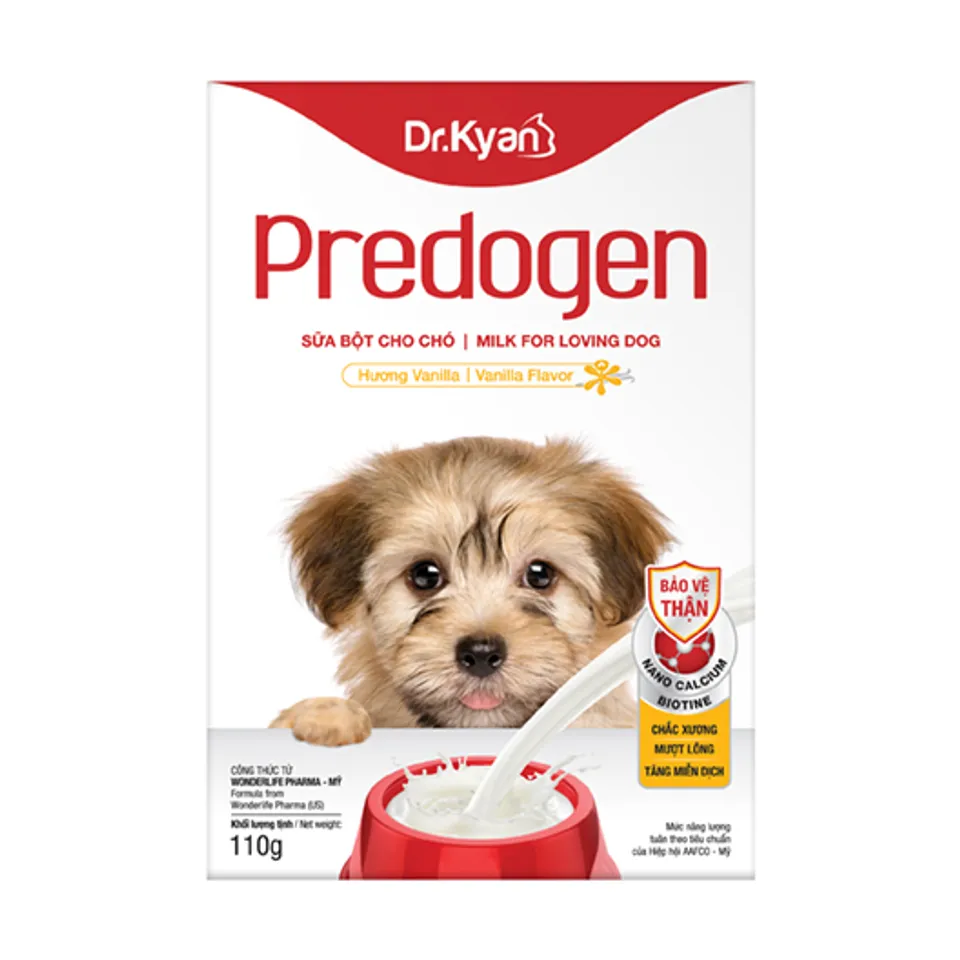 Dr.Kyan
Predogen
SỮA BỘT CHO CHÓ | MILK FOR LOVING DOG
Hương Vanilla | Vanilla Flavor
BẢO VỆ
THẬN
NANO CALCIUM
BIOTINE
CHẮC XƯƠNG
MƯỢT LÔNG
TĂNG MIỄN DỊCH
CÔNG THỨC TỪ
WONDERLIFE PHARMA - MỸ
Formula from
Wonderlife Pharma (US)
Khối lượng tịnh / Net weight:
110g
Mức năng lượng
tuân theo tiêu chuẩn
của Hiệp hội AAFCO - Mỹ